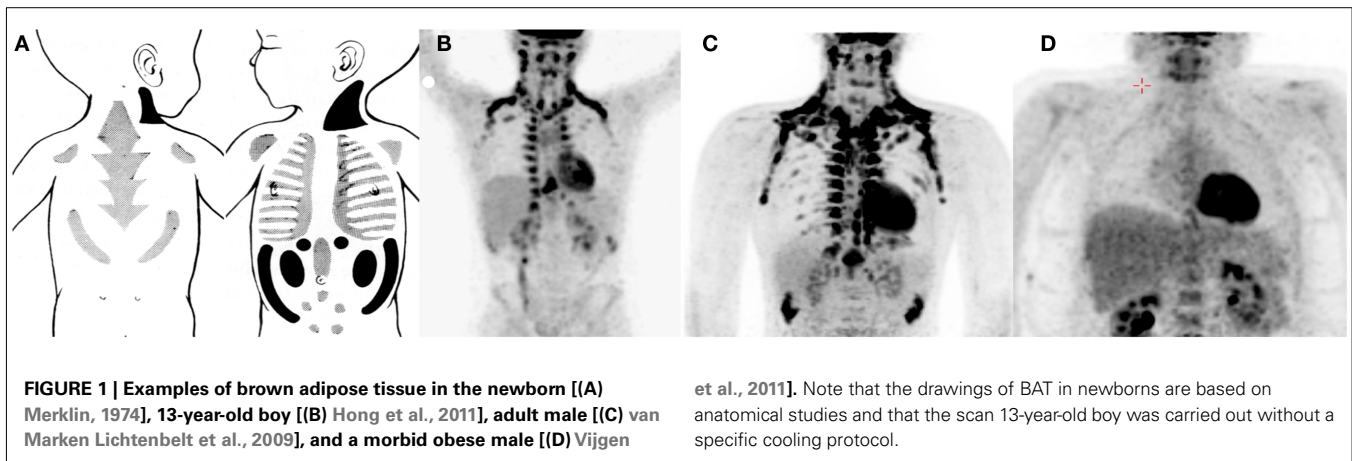 A
B
C
D
FIGURE 1 | Examples of brown adipose tissue in the newborn [(A)
Merklin, 1974], 13-year-old boy [(B) Hong et al., 2011], adult male [(C) van
Marken Lichtenbelt et al., 2009], and a morbid obese male [(D) Vijgen
et al., 2011]. Note that the drawings of BAT in newborns are based on
anatomical studies and that the scan 13-year-old boy was carried out without a
specific cooling protocol.